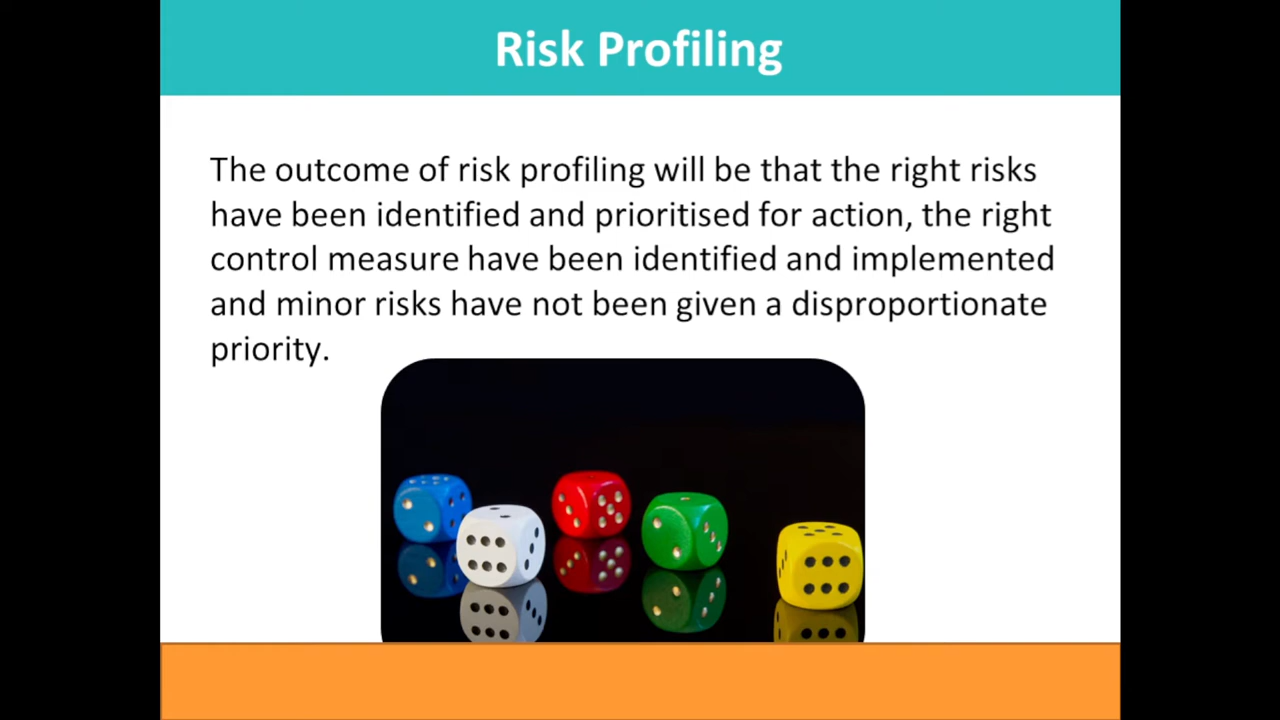 Risk Profiling
The outcome of risk profiling will be that the right risks
have been identified and prioritised for action, the right
control measure have been identified and implemented
and minor risks have not been given a disproportionate
priority.